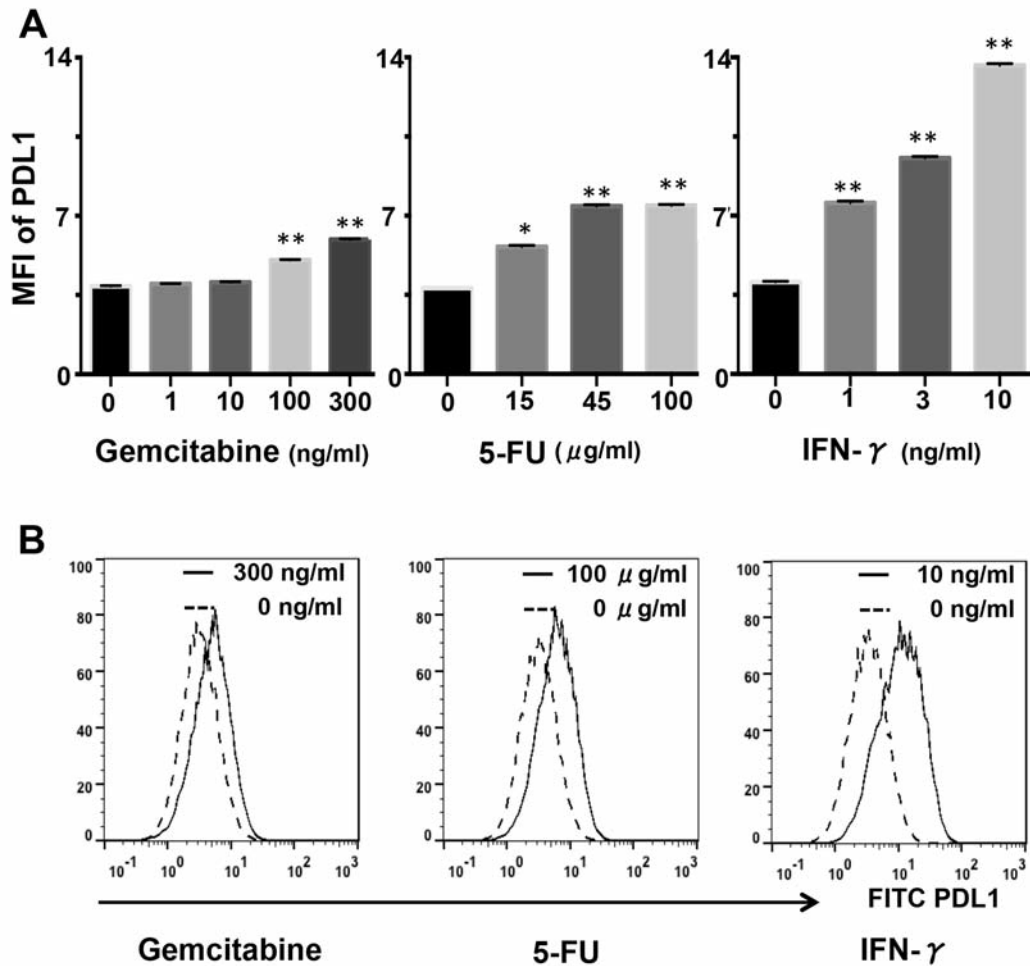 A
MFI of PDL1
14
7
0
** **
0 1 10 100 300
Gemcitabine (ng/ml)
14
7
0
* ** **
0 15 45 100
5-FU (μg/ml)
14
7
0
** ** **
0 1 3 10
IFN-γ (ng/ml)
B
100
80
60
40
20
0
300 ng/ml
0 ng/ml
10⁻¹ 10⁰ 10¹ 10² 10³
100
80
60
40
20
0
100 μg/ml
0 μg/ml
10⁻¹ 10⁰ 10¹ 10² 10³
100
80
60
40
20
0
10 ng/ml
0 ng/ml
10⁻¹ 10⁰ 10¹ 10² 10³
FITC PDL1
Gemcitabine 5-FU IFN-γ